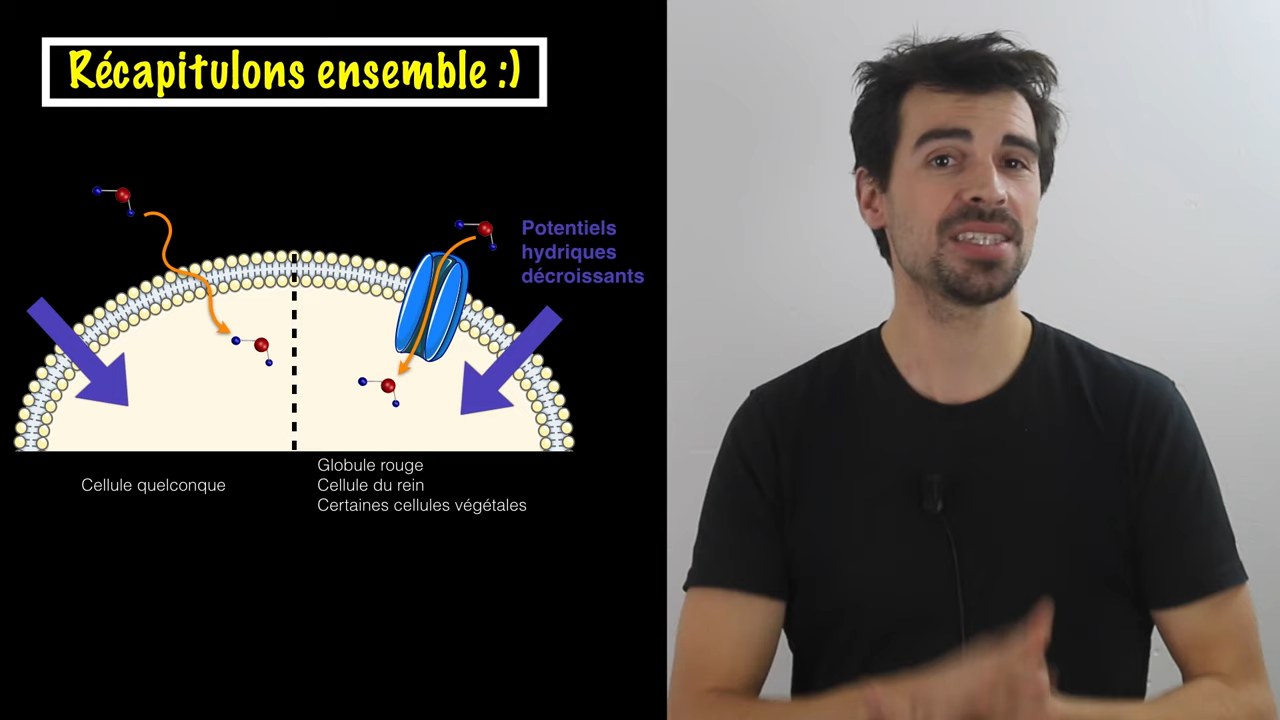 Récapitulons ensemble :)
Potentiels
hydriques
décroissants
Cellule quelconque
Globule rouge
Cellule du rein
Certaines cellules végétales